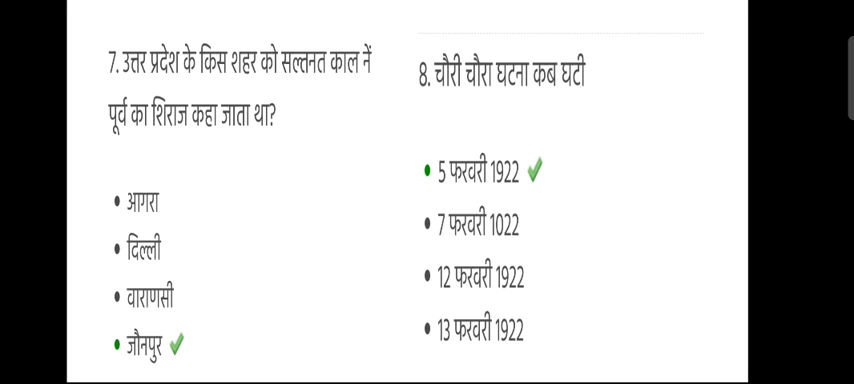 7. उत्तर प्रदेश के किस शहर को सल्तनत काल नें
पूर्व का शिराज कहा जाता था?
• आगरा
• दिल्ली
• वाराणसी
• जौनपुर ✔
8. चौरी चौरा घटना कब घटी
• 5 फरवरी 1922 ✔
• 7 फरवरी 1022
• 12 फरवरी 1922
• 13 फरवरी 1922